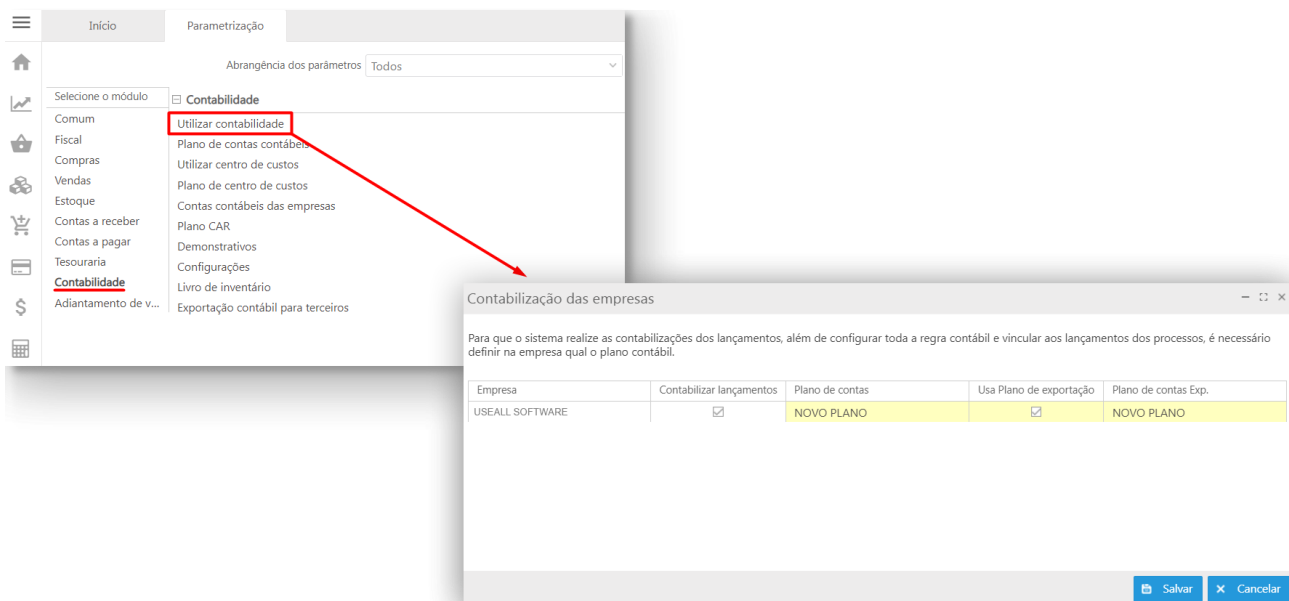 Início
Parametrização
Abrangência dos parâmetros Todos
Selecione o módulo
Comum
Fiscal
Compras
Vendas
Estoque
Contas a receber
Contas a pagar
Tesouraria
Contabilidade
Adiantamento de v...
Contabilidade
Utilizar contabilidade
Plano de contas contábeis
Utilizar centro de custos
Plano de centro de custos
Contas contábeis das empresas
Plano CAR
Demonstrativos
Configurações
Livro de inventário
Exportação contábil para terceiros
Contabilização das empresas
Para que o sistema realize as contabilizações dos lançamentos, além de configurar toda a regra contábil e vincular aos lançamentos dos processos, é necessário
definir na empresa qual o plano contábil.
Empresa Contabilizar lançamentos Plano de contas Usa Plano de exportação Plano de contas Exp.
USEALL SOFTWARE NOVO PLANO NOVO PLANO
Salvar Cancelar